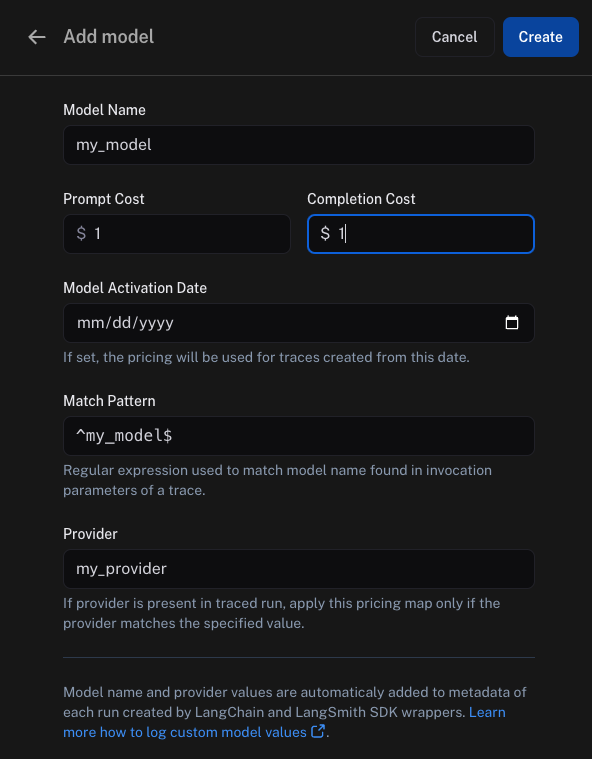 Add model
Cancel
Create
Model Name
my_model
Prompt Cost
Completion Cost
$ 1
$ 1
Model Activation Date
mm/dd/yyyy
If set, the pricing will be used for traces created from this date.
Match Pattern
^my_model$
Regular expression used to match model name found in invocation
parameters of a trace.
Provider
my_provider
If provider is present in traced run, apply this pricing map only if the
provider matches the specified value.
Model name and provider values are automaticaly added to metadata of
each run created by LangChain and LangSmith SDK wrappers. Learn
more how to log custom model values.